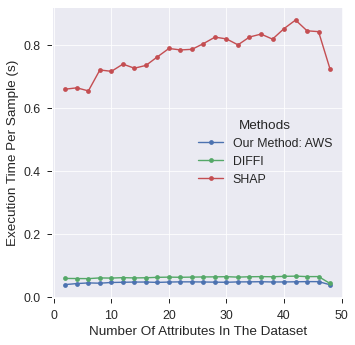 Execution Time Per Sample (s)
0.8
0.6
0.4
0.2
0.0
Methods
Our Method: AWS
DIFFI
SHAP
0 10 20 30 40 50
Number Of Attributes In The Dataset